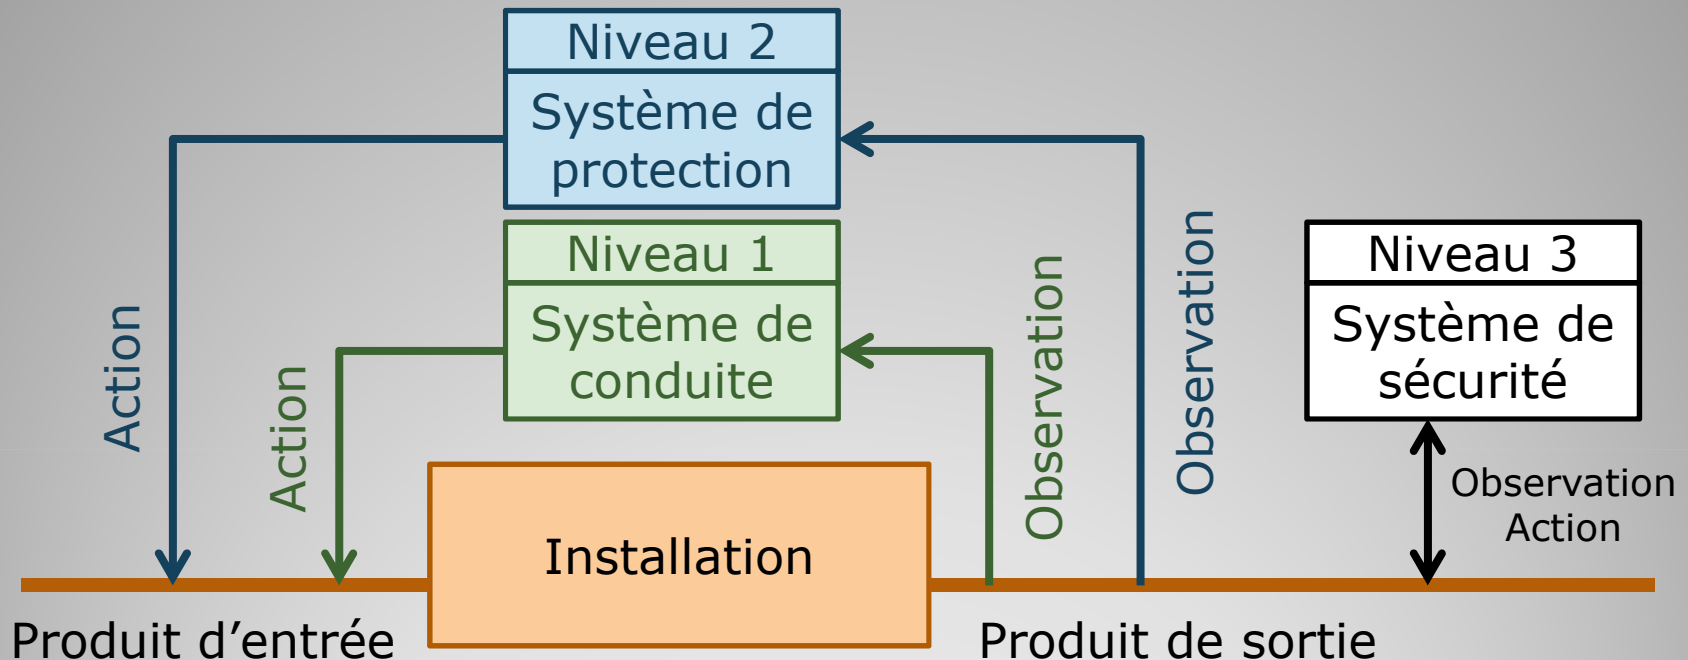 Niveau 2
Système de
protection
Niveau 1
Système de
conduite
Niveau 3
Système de
sécurité
Action
Action
Observation
Observation
Observation
Action
Installation
Produit d’entrée
Produit de sortie